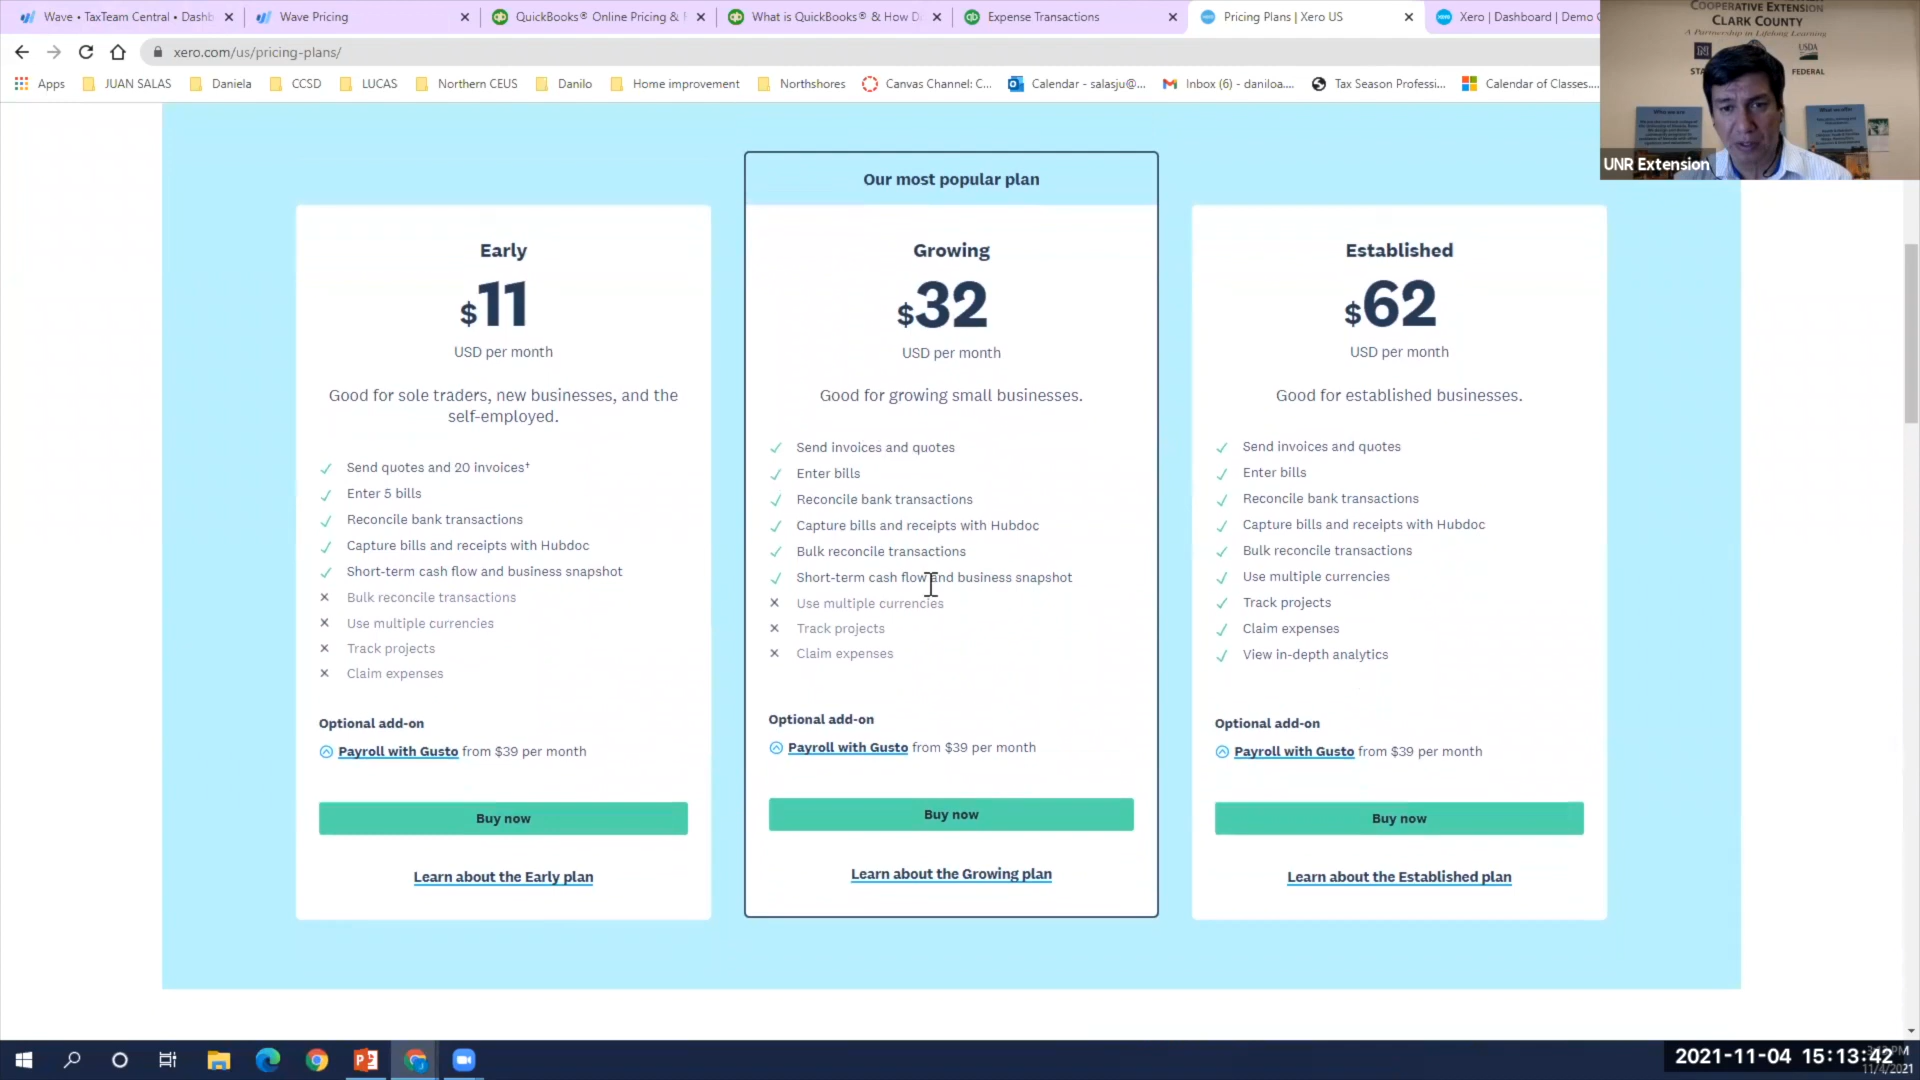 Wave • TaxTeam Central • Dashb
Wave Pricing
QuickBooks® Online Pricing & F
What is QuickBooks® & How D
Expense Transactions
Pricing Plans | Xero US
Xero | Dashboard | Demo C
xero.com/us/pricing-plans/
Apps
JUAN SALAS
Daniela
CCSD
LUCAS
Northern CEUS
Danilo
Home improvement
Northshores
Canvas Channel: C...
Calendar - salasju@...
Inbox (6) - daniloa....
Tax Season Professi...
Calendar of Classes....
COOPERATIVE EXTENSION
CLARK COUNTY
A Partnership in Lifelong Learning
USDA
FEDERAL
UNR Extension
Our most popular plan
Early
$11
USD per month
Good for sole traders, new businesses, and the
self-employed.
Send quotes and 20 invoices†
Enter 5 bills
Reconcile bank transactions
Capture bills and receipts with Hubdoc
Short-term cash flow and business snapshot
Bulk reconcile transactions
Use multiple currencies
Track projects
Claim expenses
Optional add-on
Payroll with Gusto from $39 per month
Buy now
Learn about the Early plan
Growing
$32
USD per month
Good for growing small businesses.
Send invoices and quotes
Enter bills
Reconcile bank transactions
Capture bills and receipts with Hubdoc
Bulk reconcile transactions
Short-term cash flow and business snapshot
Use multiple currencies
Track projects
Claim expenses
Optional add-on
Payroll with Gusto from $39 per month
Buy now
Learn about the Growing plan
Established
$62
USD per month
Good for established businesses.
Send invoices and quotes
Enter bills
Reconcile bank transactions
Capture bills and receipts with Hubdoc
Bulk reconcile transactions
Use multiple currencies
Track projects
Claim expenses
View in-depth analytics
Optional add-on
Payroll with Gusto from $39 per month
Buy now
Learn about the Established plan
2021-11-04 15:13:42
11/4/2021